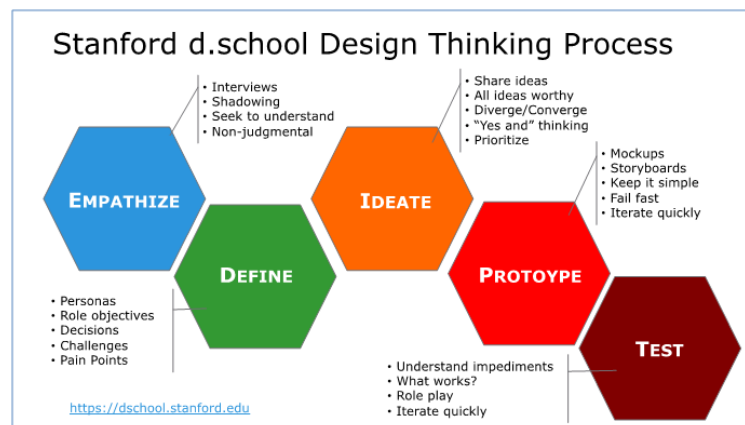 Stanford d.school Design Thinking Process
• Interviews
• Shadowing
• Seek to understand
• Non-judgmental
EMPATHIZE
• Personas
• Role objectives
• Decisions
• Challenges
• Pain Points
DEFINE
• Share ideas
• All ideas worthy
• Diverge/Converge
• “Yes and” thinking
• Prioritize
IDEATE
• Mockups
• Storyboards
• Keep it simple
• Fail fast
• Iterate quickly
PROTOYPE
• Understand impediments
• What works?
• Role play
• Iterate quickly
TEST
https://dschool.stanford.edu